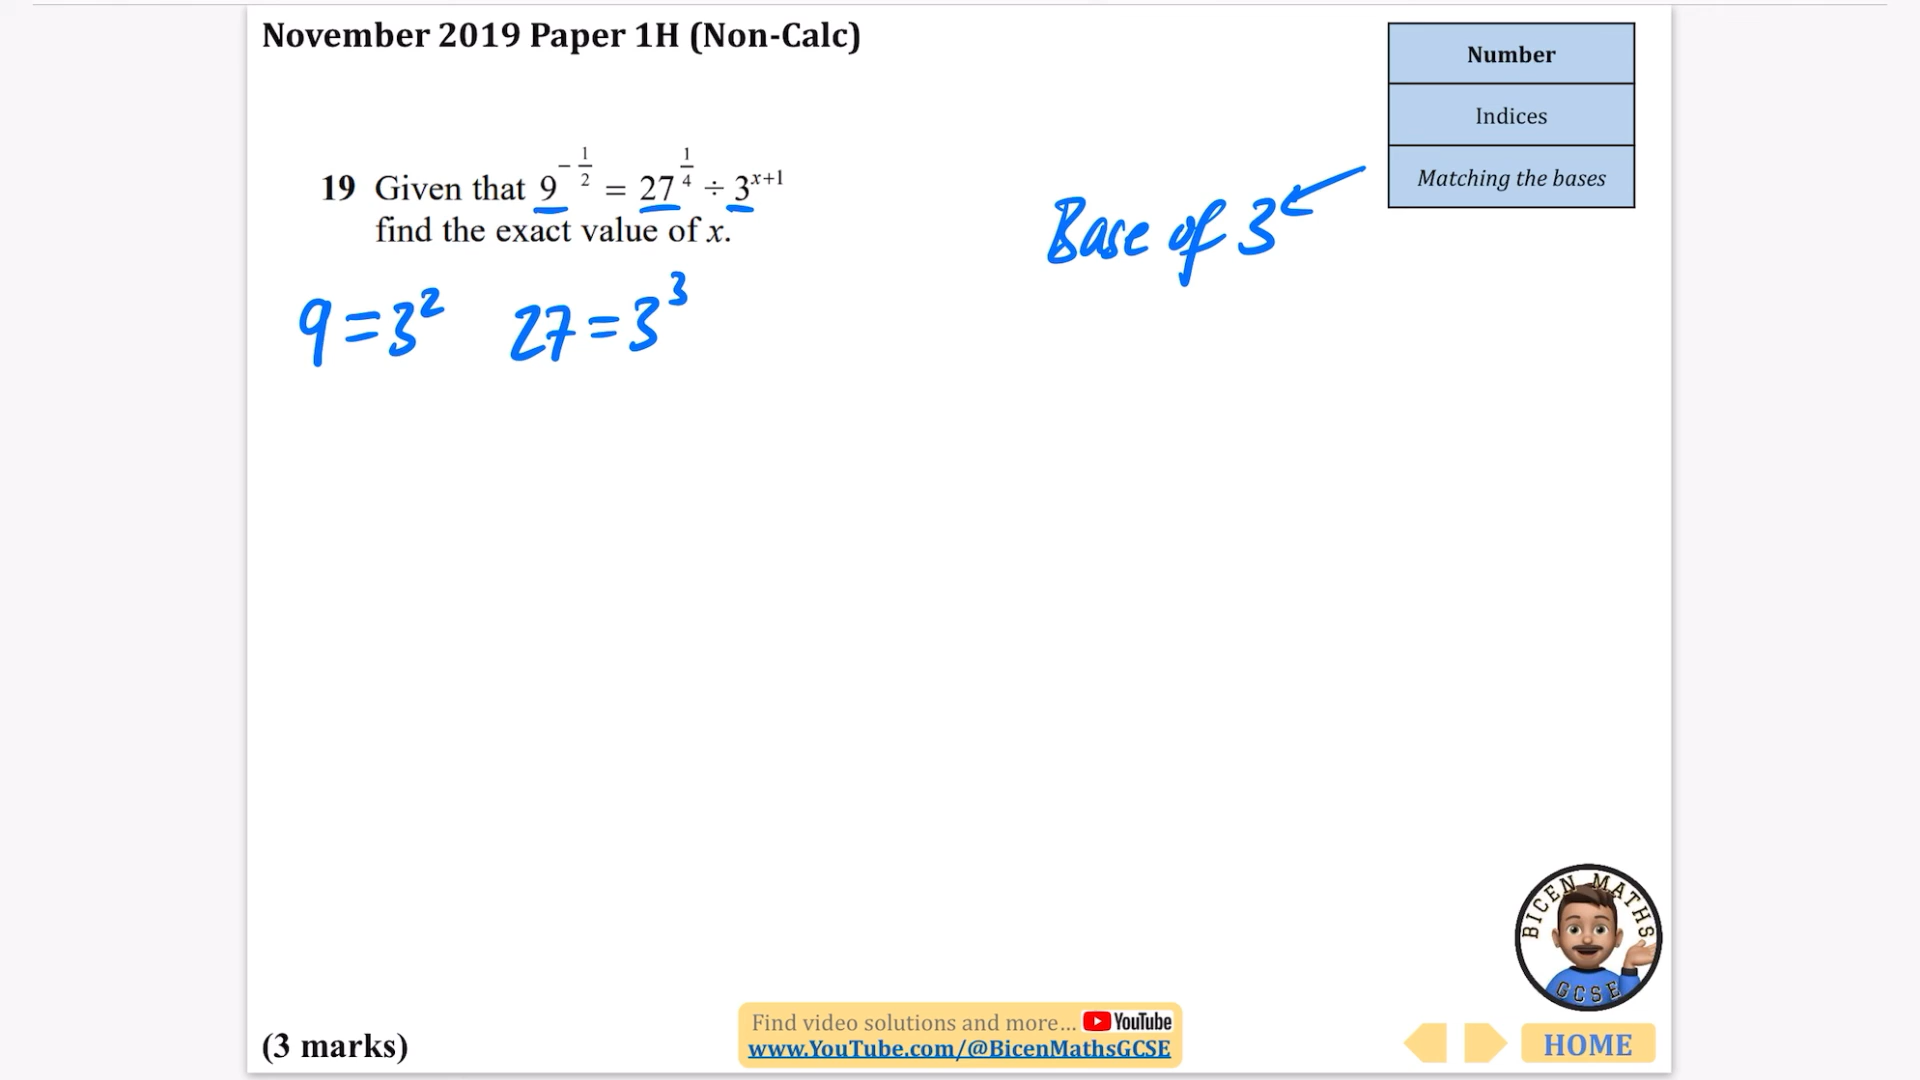 November 2019 Paper 1H (Non-Calc)
Number
Indices
Matching the bases
19 Given that 9^(-1/2) = 27^(1/4) ÷ 3^(x+1)
find the exact value of x.
Base of 3
9=3² 27=3³
BICEN MATHS
GCSE
(3 marks)
Find video solutions and more... YouTube
www.YouTube.com/@BicenMathsGCSE
HOME